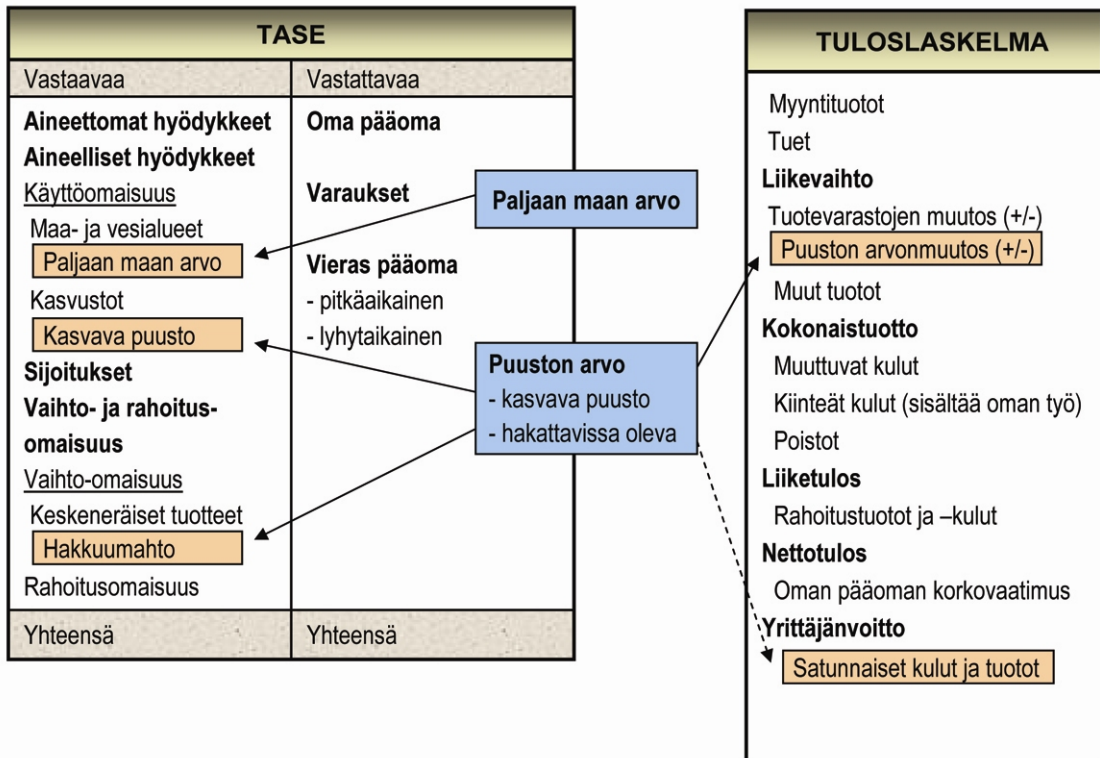 TASE
Vastaavaa
Aineettomat hyödykkeet
Aineelliset hyödykkeet
Käyttöomaisuus
Maa- ja vesialueet
Paljaan maan arvo
Kasvustot
Kasvava puusto
Sijoitukset
Vaihto- ja rahoitus-
omaisuus
Vaihto-omaisuus
Keskeneräiset tuotteet
Hakkuumahto
Rahoitusomaisuus
Yhteensä
Vastattavaa
Oma pääoma
Varaukset
Vieras pääoma
- pitkäaikainen
- lyhytaikainen
Yhteensä
Paljaan maan arvo
Puuston arvo
- kasvava puusto
- hakattavissa oleva
TULOSLASKELMA
Myyntituotot
Tuet
Liikevaihto
Tuotevarastojen muutos (+/-)
Puuston arvonmuutos (+/-)
Muut tuotot
Kokonaistuotto
Muuttuvat kulut
Kiinteät kulut (sisältää oman työ)
Poistot
Liiketulos
Rahoitustuotot ja –kulut
Nettotulos
Oman pääoman korkovaatimus
Yrittäjänvoitto
Satunnaiset kulut ja tuotot